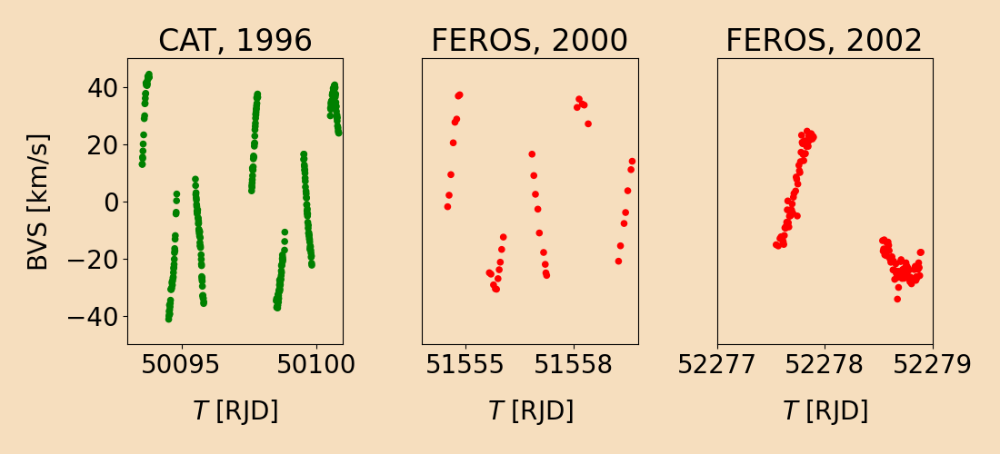 CAT, 1996
FEROS, 2000
FEROS, 2002
BVS [km/s]
40
20
0
−20
−40
50095 50100
51555 51558
52277 52278 52279
T [RJD]
T [RJD]
T [RJD]